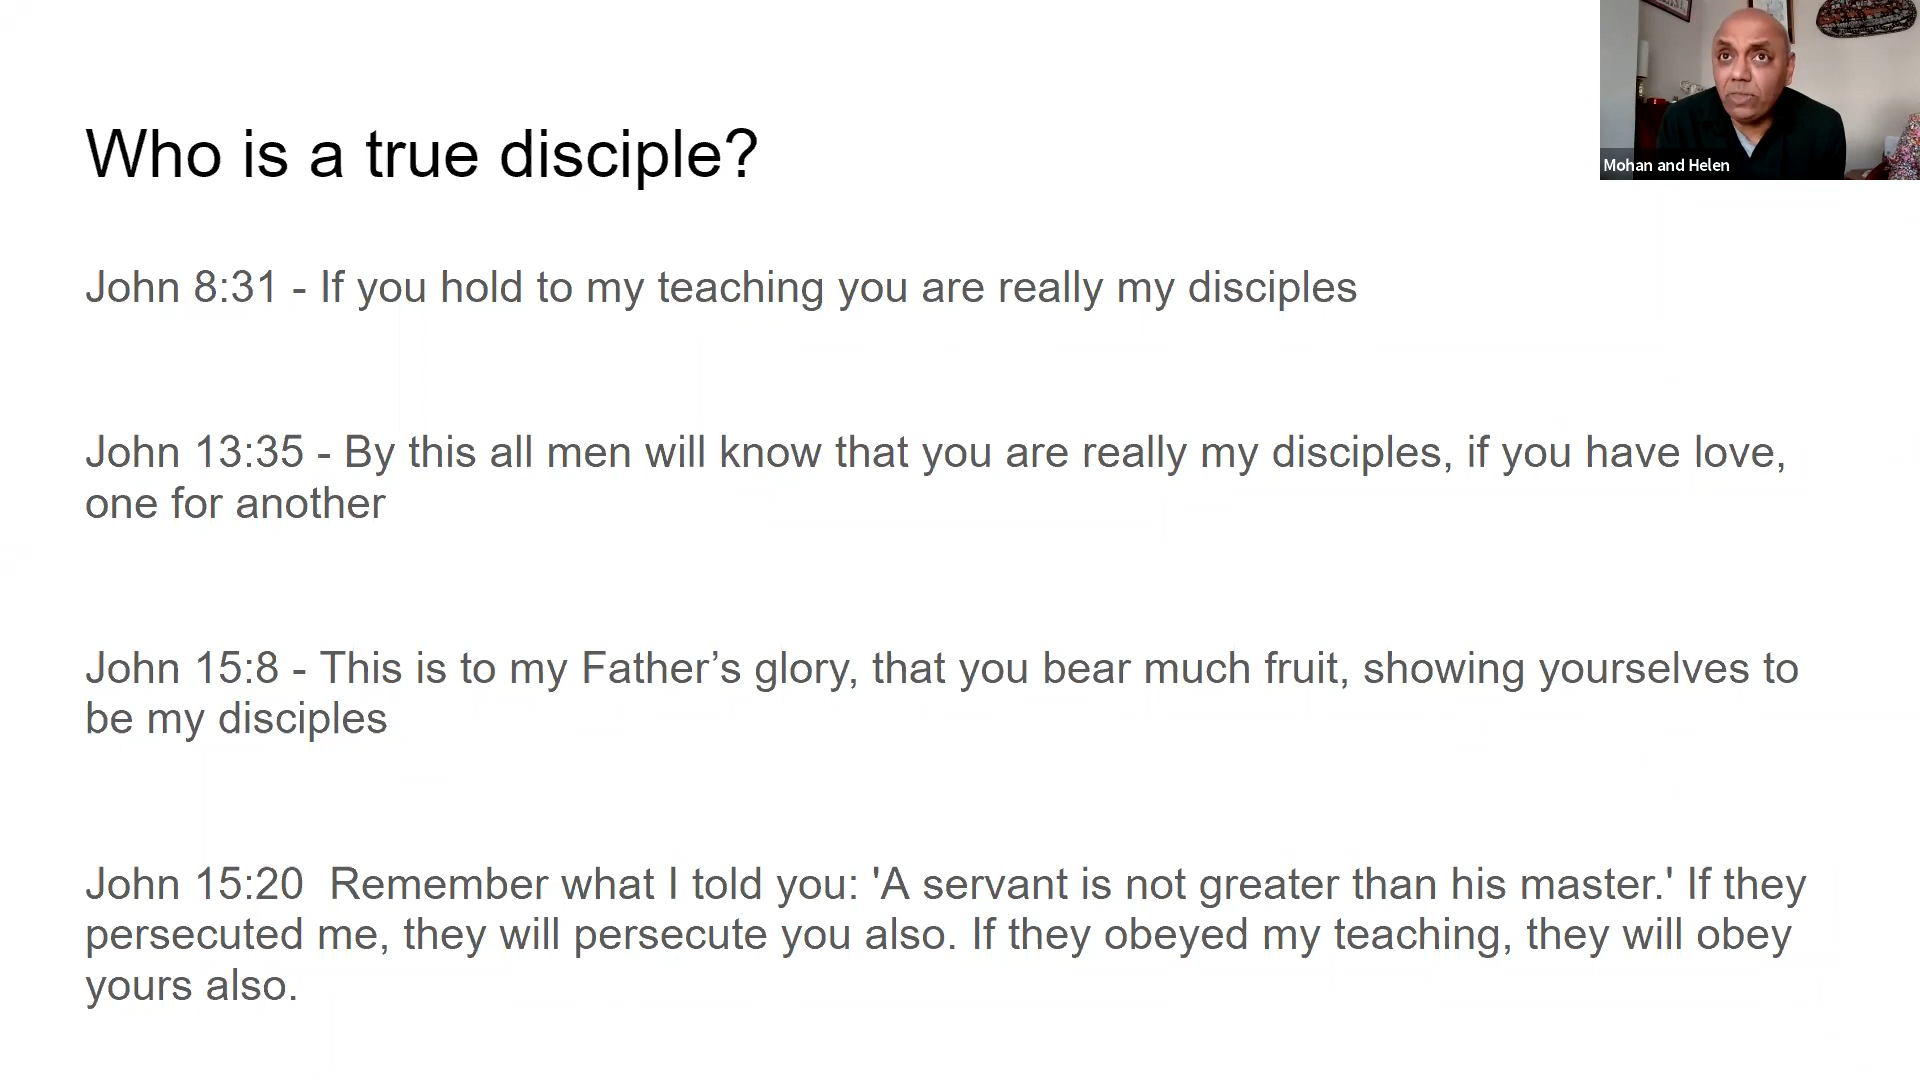 Mohan and Helen
Who is a true disciple?
John 8:31 - If you hold to my teaching you are really my disciples
John 13:35 - By this all men will know that you are really my disciples, if you have love,
one for another
John 15:8 - This is to my Father’s glory, that you bear much fruit, showing yourselves to
be my disciples
John 15:20  Remember what I told you: 'A servant is not greater than his master.' If they
persecuted me, they will persecute you also. If they obeyed my teaching, they will obey
yours also.